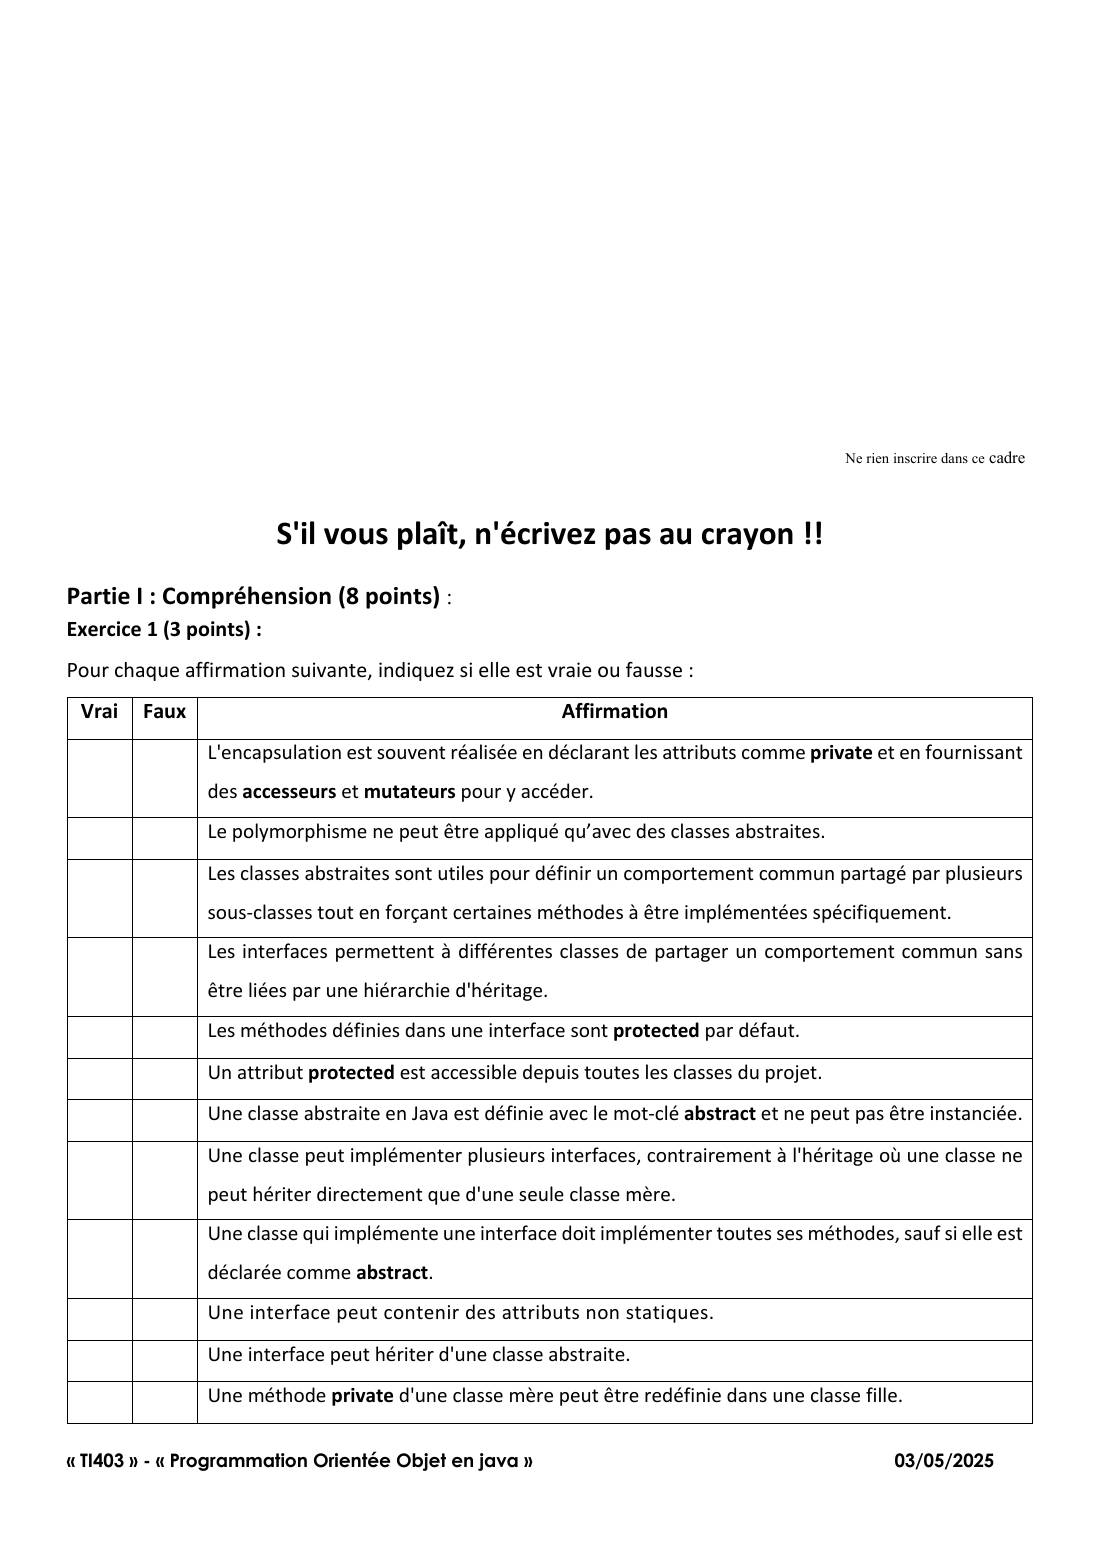 Ne rien inscrire dans ce cadre
S'il vous plaît, n'écrivez pas au crayon !!
Partie I : Compréhension (8 points) :
Exercice 1 (3 points) :
Pour chaque affirmation suivante, indiquez si elle est vraie ou fausse :
Vrai Faux Affirmation
L'encapsulation est souvent réalisée en déclarant les attributs comme private et en fournissant
des accesseurs et mutateurs pour y accéder.
Le polymorphisme ne peut être appliqué qu’avec des classes abstraites.
Les classes abstraites sont utiles pour définir un comportement commun partagé par plusieurs
sous-classes tout en forçant certaines méthodes à être implémentées spécifiquement.
Les interfaces permettent à différentes classes de partager un comportement commun sans
être liées par une hiérarchie d'héritage.
Les méthodes définies dans une interface sont protected par défaut.
Un attribut protected est accessible depuis toutes les classes du projet.
Une classe abstraite en Java est définie avec le mot-clé abstract et ne peut pas être instanciée.
Une classe peut implémenter plusieurs interfaces, contrairement à l'héritage où une classe ne
peut hériter directement que d'une seule classe mère.
Une classe qui implémente une interface doit implémenter toutes ses méthodes, sauf si elle est
déclarée comme abstract.
Une interface peut contenir des attributs non statiques.
Une interface peut hériter d'une classe abstraite.
Une méthode private d'une classe mère peut être redéfinie dans une classe fille.
« TI403 » - « Programmation Orientée Objet en java » 03/05/2025